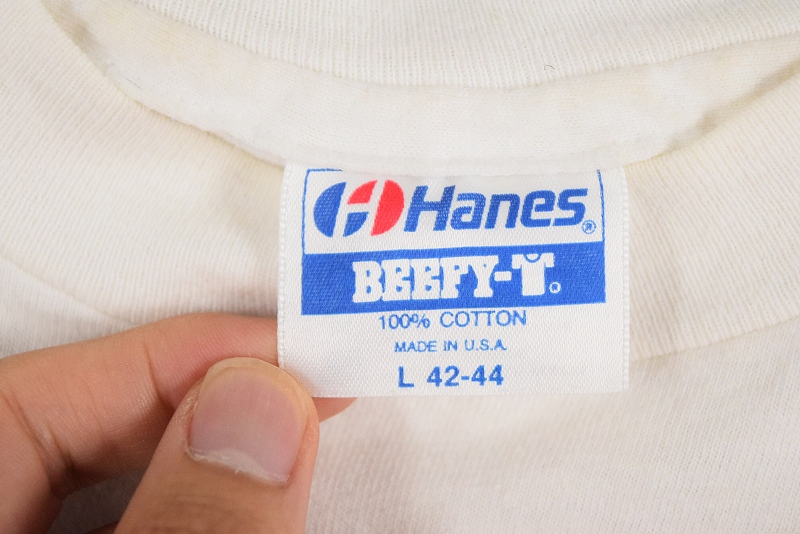 Hanes®
BEEFY-T®
100% COTTON
MADE IN U.S.A.
L 42-44